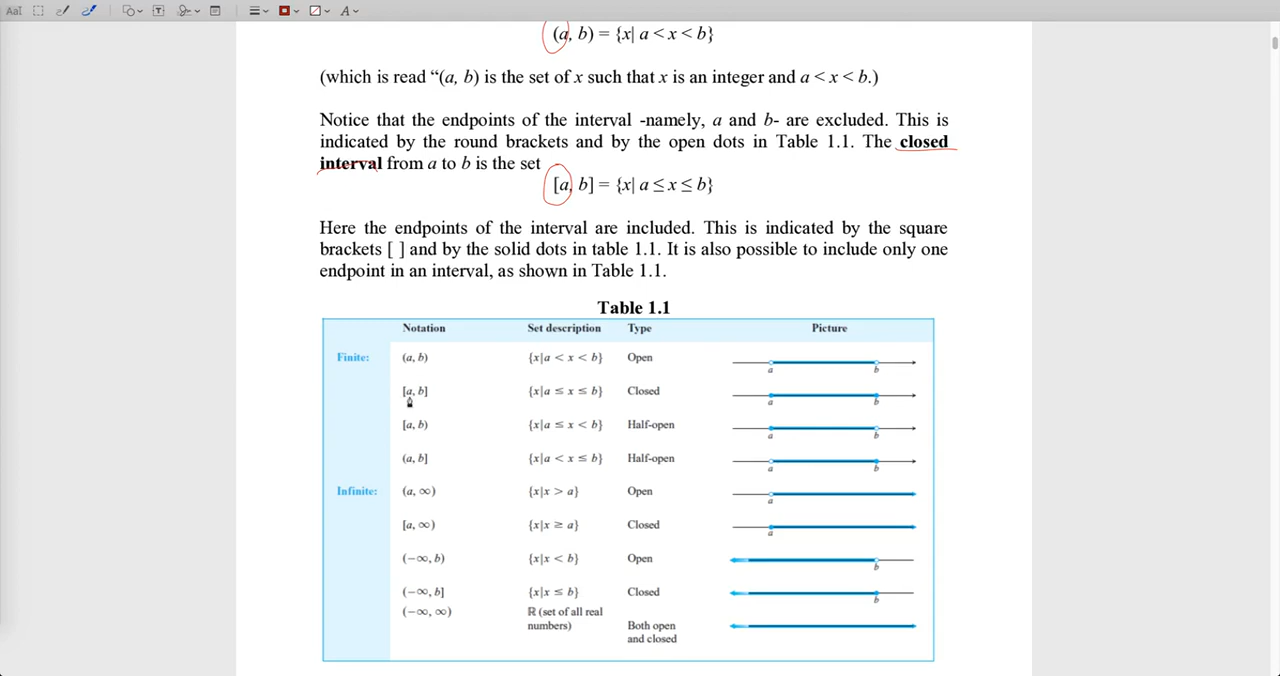 AaI
A
(a, b) = {x| a < x < b}
(which is read “(a, b) is the set of x such that x is an integer and a < x < b.)
Notice that the endpoints of the interval -namely, a and b- are excluded. This is
indicated by the round brackets and by the open dots in Table 1.1. The closed
interval from a to b is the set
[a, b] = {x| a ≤ x ≤ b}
Here the endpoints of the interval are included. This is indicated by the square
brackets [ ] and by the solid dots in table 1.1. It is also possible to include only one
endpoint in an interval, as shown in Table 1.1.
Table 1.1
Notation Set description Type Picture
Finite: (a, b) {x|a < x < b} Open
a b
[a, b] {x|a ≤ x ≤ b} Closed
a b
[a, b) {x|a ≤ x < b} Half-open
a b
(a, b] {x|a < x ≤ b} Half-open
a b
Infinite: (a, ∞) {x|x > a} Open
a
[a, ∞) {x|x ≥ a} Closed
a
(−∞, b) {x|x < b} Open
b
(−∞, b] {x|x ≤ b} Closed
b
(−∞, ∞) ℝ (set of all real
numbers) Both open
and closed